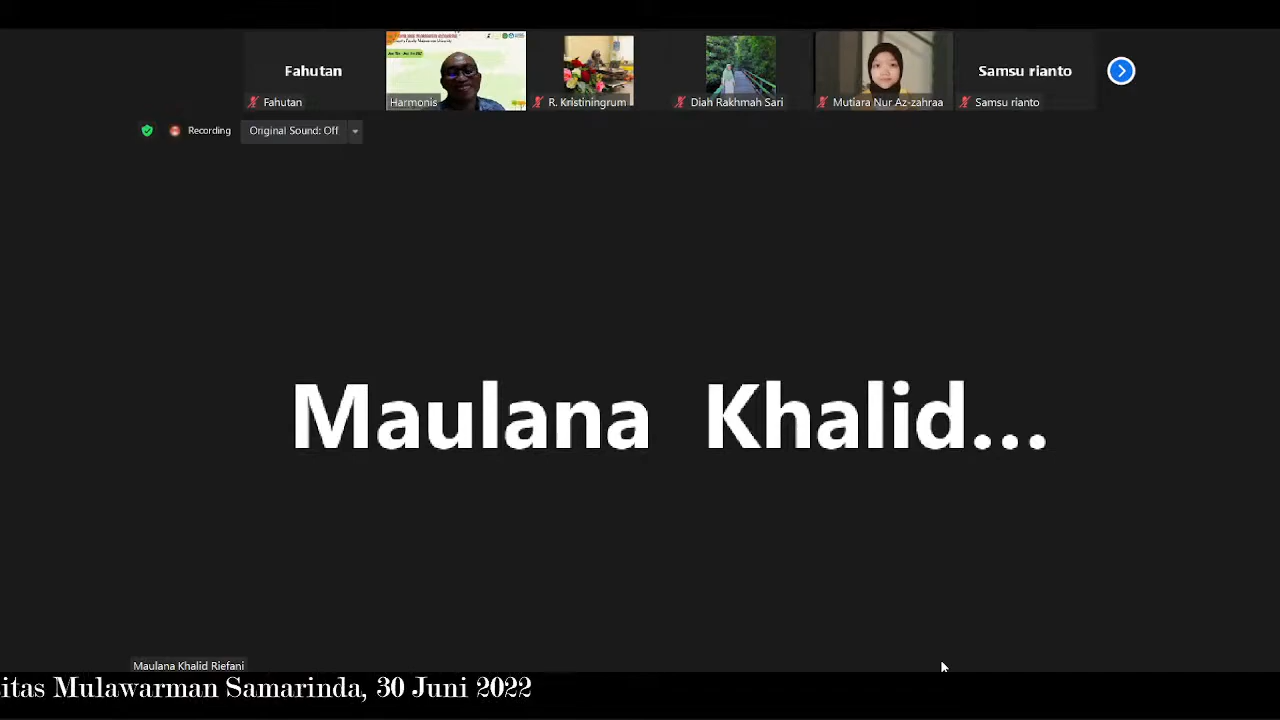 Fahutan
Samsu rianto
Fahutan
Harmonis
R. Kristiningrum
Diah Rakhmah Sari
Mutiara Nur Az-zahraa
Samsu rianto
Recording
Original Sound: Off
Maulana Khalid...
Maulana Khalid Riefani
itas Mulawarman Samarinda, 30 Juni 2022